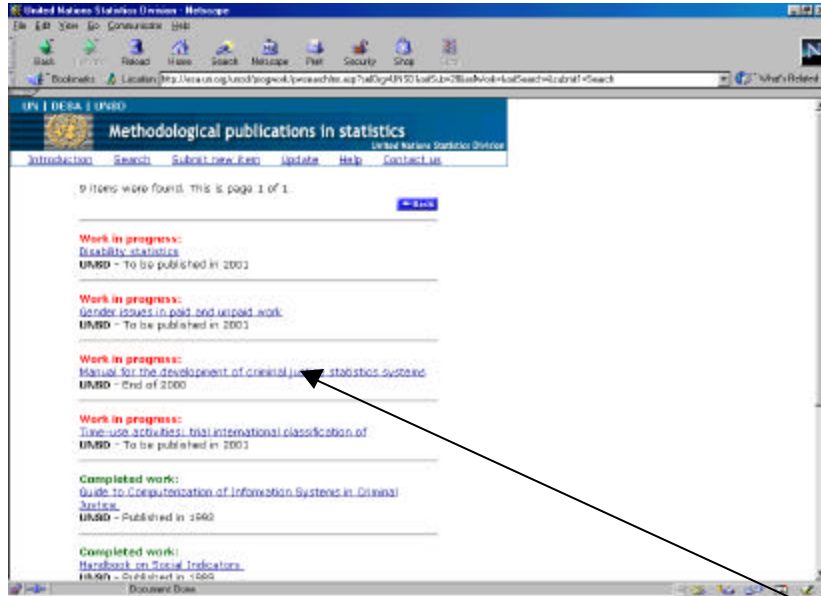 United Nations Statistics Division - Netscape
File Edit View Go Communicator Help
Back Reload Home Search Netscape Print Security Shop
Bookmarks Location What's Related
UN | DESA | UNSD
Methodological publications in statistics
United Nations Statistics Division
Introduction Search Submit new item Update Help Contact us
9 items were found. This is page 1 of 1.
Back
Work in progress:
Disability statistics
UNSD - To be published in 2001
Work in progress:
Gender issues in paid and unpaid work
UNSD - To be published in 2001
Work in progress:
Manual for the development of criminal justice statistics systems
UNSD - End of 2000
Work in progress:
Time-use activities: trial international classification of
UNSD - To be published in 2001
Completed work:
Guide to Computerization of Information Systems in Criminal
Justice
UNSD - Published in 1992
Completed work:
Handbook on Social Indicators
UNSD - Published in 1989
Document: Done